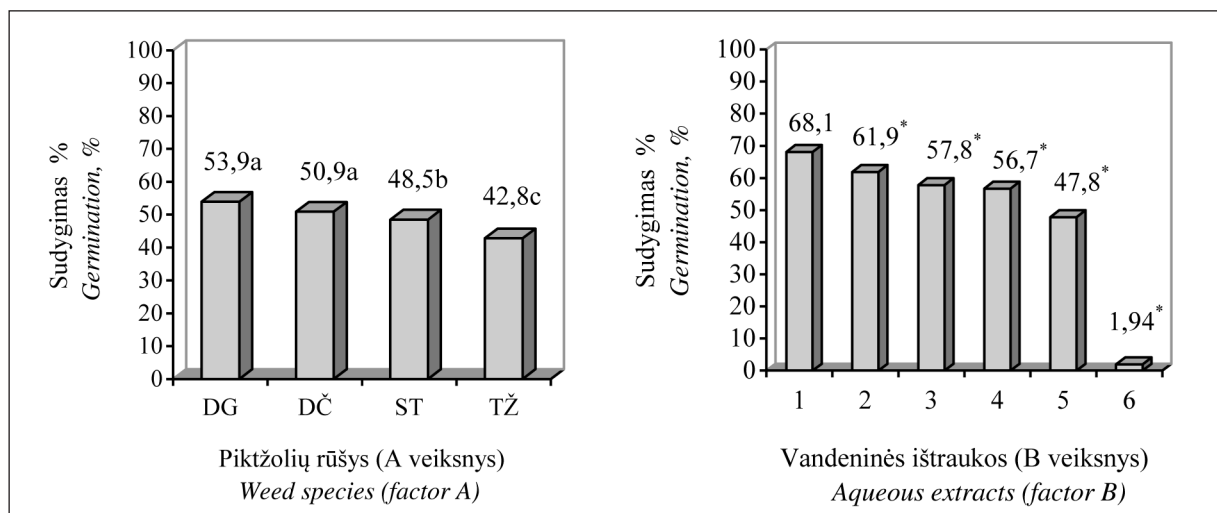 Sudygimas %
Germination, %
100
90
80
70
60
50
40
30
20
10
0
53,9a
50,9a
48,5b
42,8c
DG DČ ST TŽ
Piktžolių rūšys (A veiksnys)
Weed species (factor A)
Sudygimas %
Germination, %
100
90
80
70
60
50
40
30
20
10
0
68,1
61,9*
57,8*
56,7*
47,8*
1,94*
1 2 3 4 5 6
Vandeninės ištraukos (B veiksnys)
Aqueous extracts (factor B)